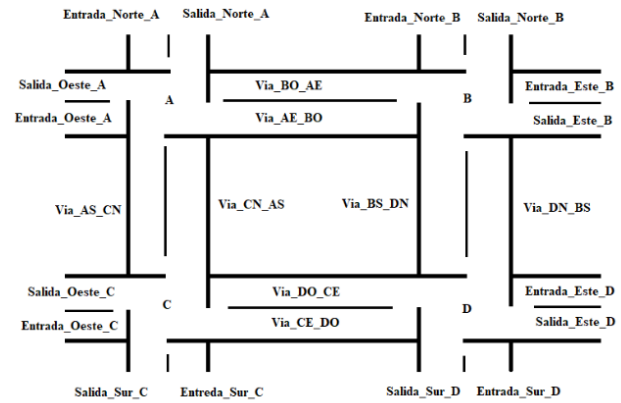 Entrada_Norte_A
Salida_Norte_A
Entrada_Norte_B
Salida_Norte_B
Salida_Oeste_A
A
Via_BO_AE
B
Entrada_Este_B
Entrada_Oeste_A
Via_AE_BO
Salida_Este_B
Via_AS_CN
Via_CN_AS
Via_BS_DN
Via_DN_BS
Salida_Oeste_C
C
Via_DO_CE
D
Entrada_Este_D
Entrada_Oeste_C
Via_CE_DO
Salida_Este_D
Salida_Sur_C
Entreda_Sur_C
Salida_Sur_D
Entrada_Sur_D